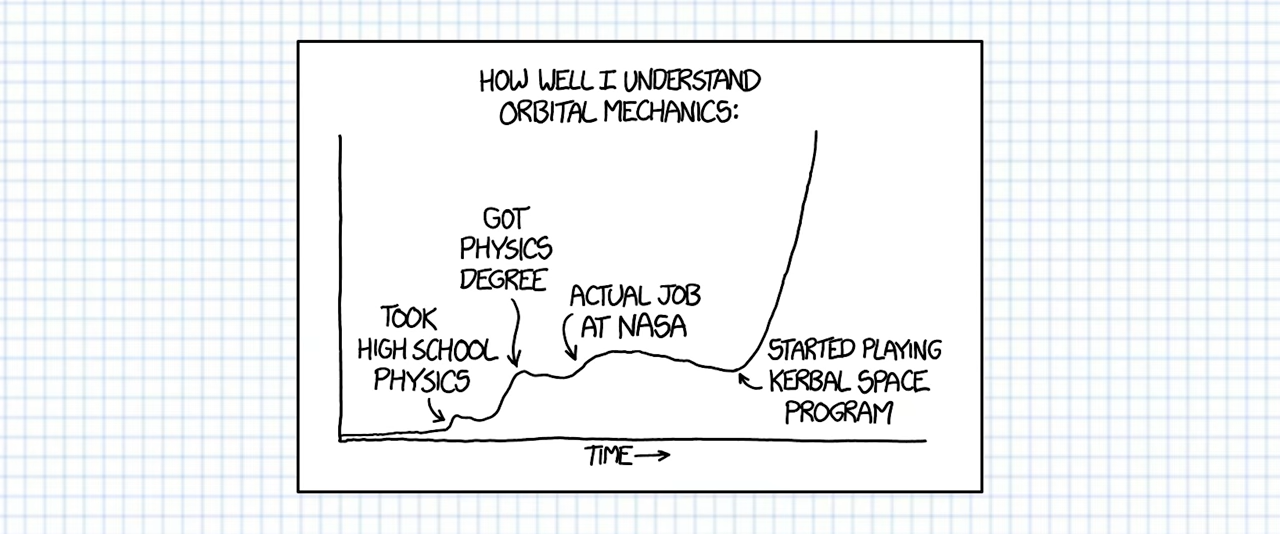 HOW WELL I UNDERSTAND
ORBITAL MECHANICS:
GOT
PHYSICS
DEGREE
ACTUAL JOB
AT NASA
TOOK
HIGH SCHOOL
PHYSICS
STARTED PLAYING
KERBAL SPACE
PROGRAM
TIME